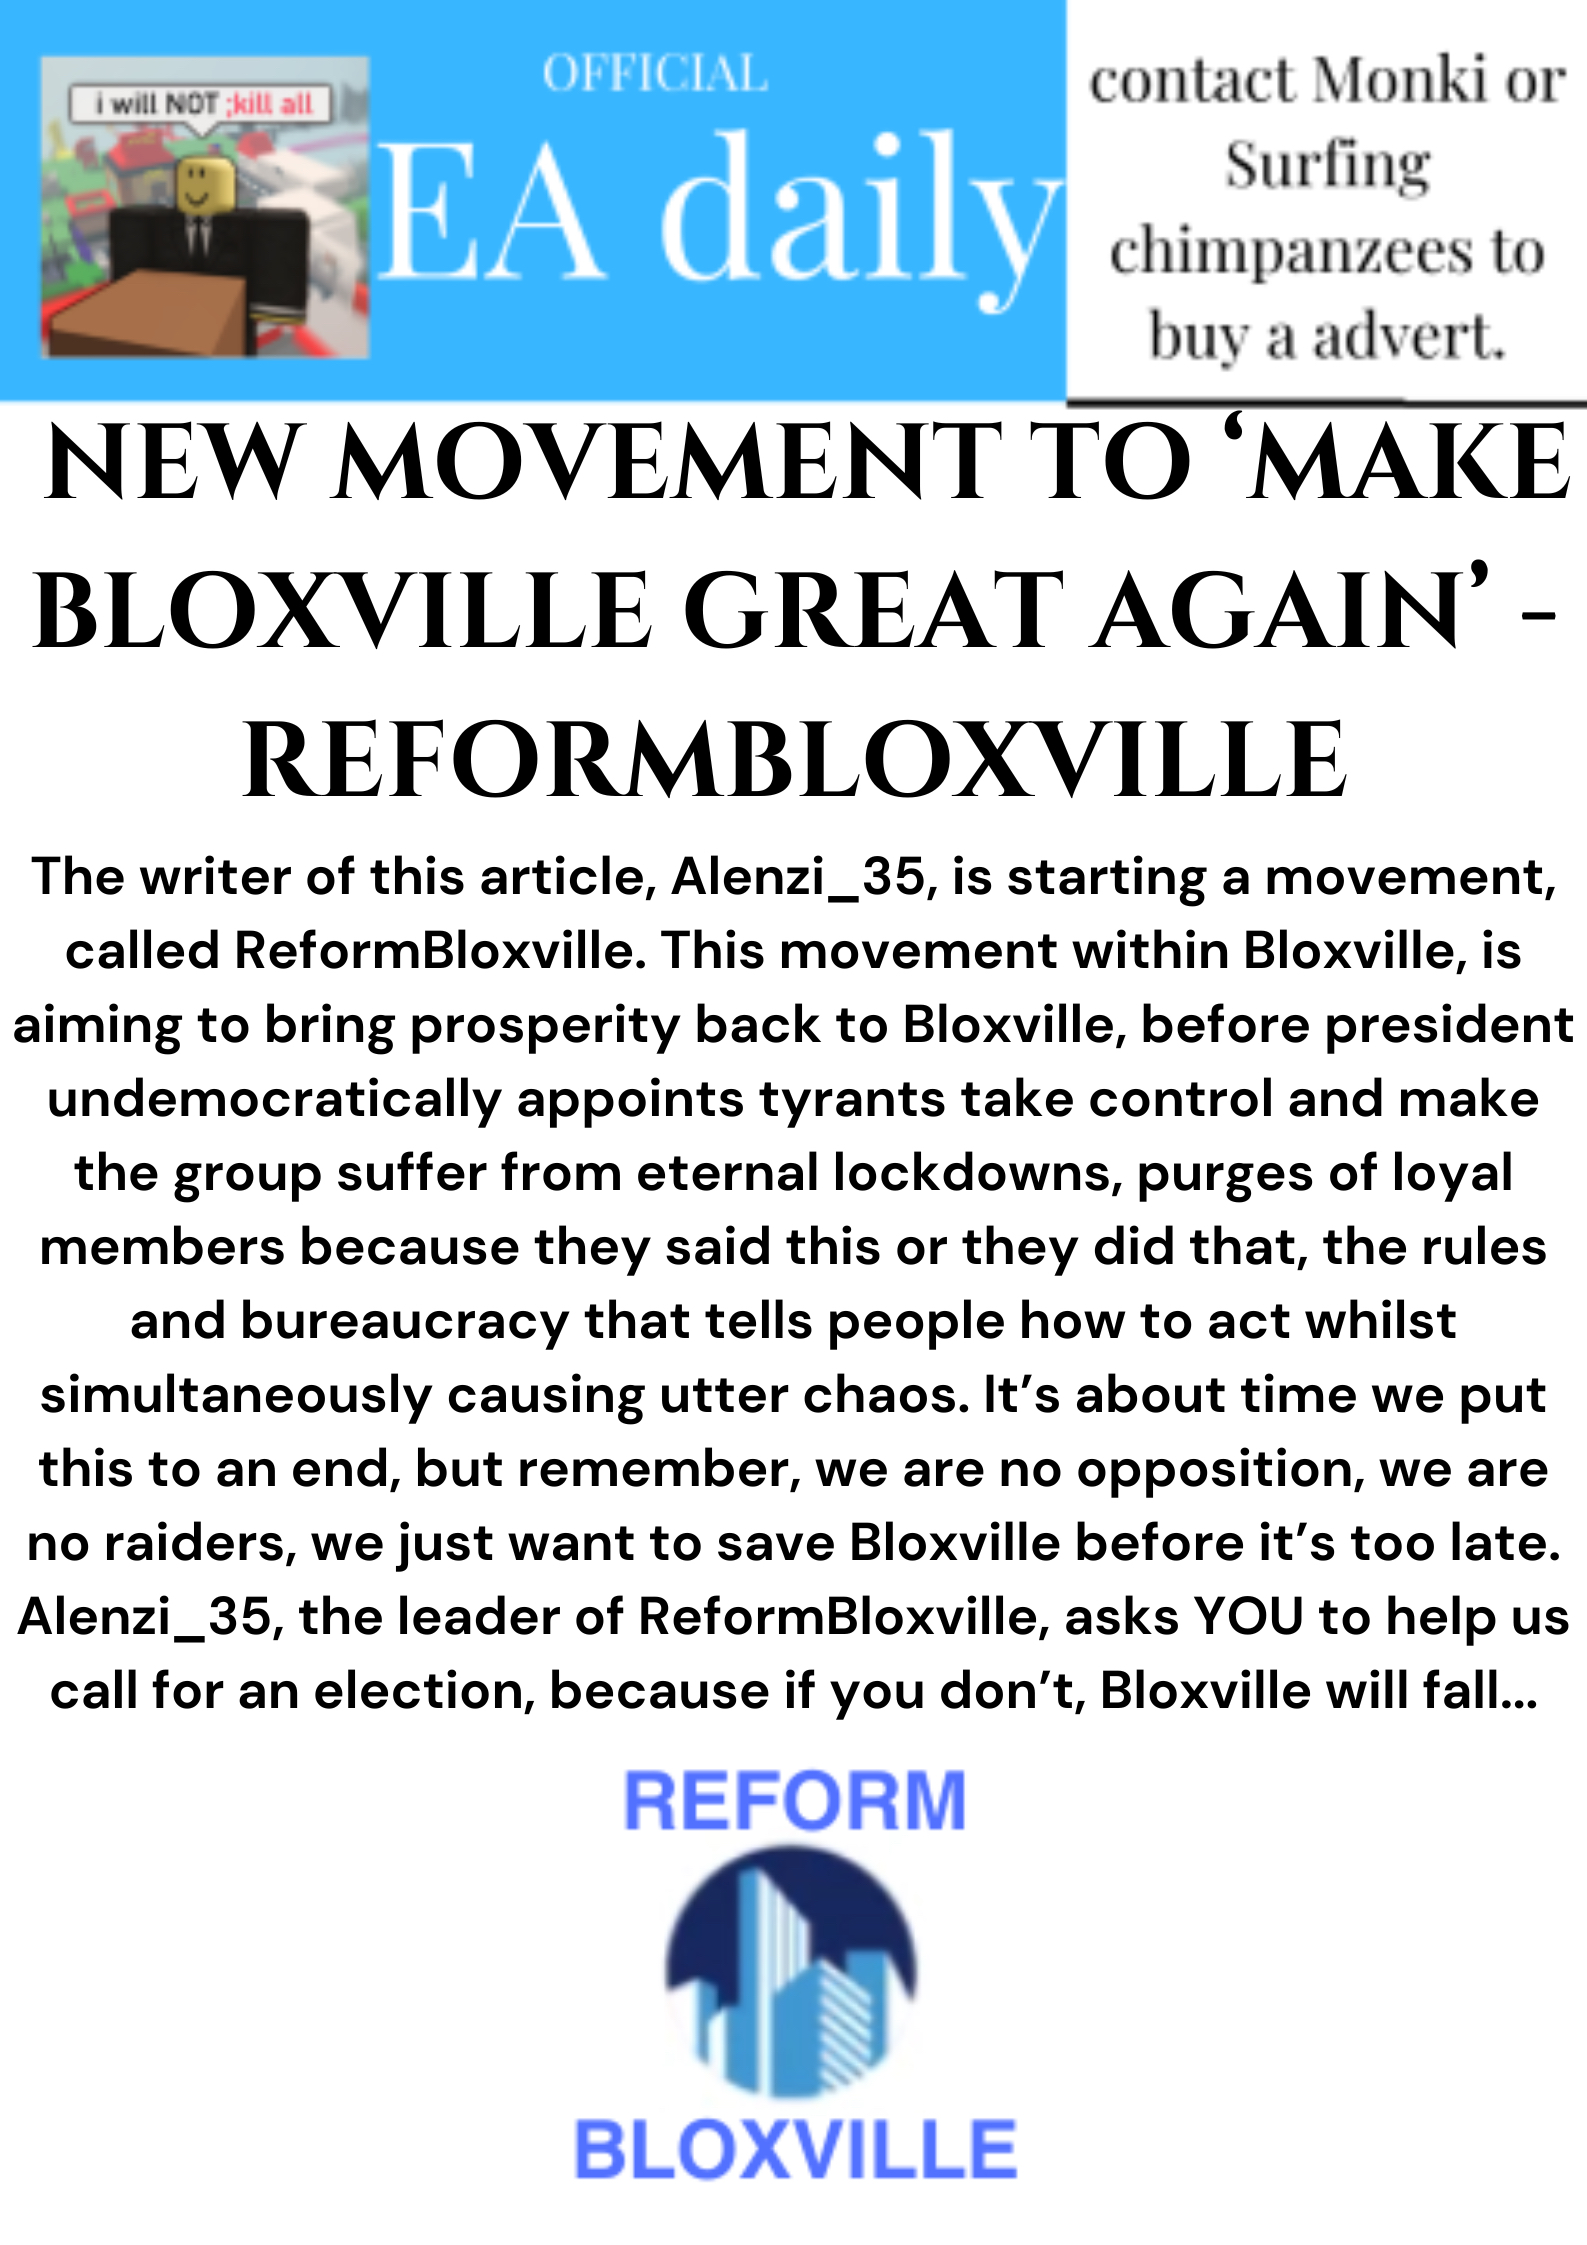 i will NOT ;kill all
OFFICIAL
EA daily
contact Monki or
Surfing
chimpanzees to
buy a advert.
NEW MOVEMENT TO ‘MAKE
BLOXVILLE GREAT AGAIN’ -
REFORMBLOXVILLE
The writer of this article, Alenzi_35, is starting a movement,
called ReformBloxville. This movement within Bloxville, is
aiming to bring prosperity back to Bloxville, before president
undemocratically appoints tyrants take control and make
the group suffer from eternal lockdowns, purges of loyal
members because they said this or they did that, the rules
and bureaucracy that tells people how to act whilst
simultaneously causing utter chaos. It’s about time we put
this to an end, but remember, we are no opposition, we are
no raiders, we just want to save Bloxville before it’s too late.
Alenzi_35, the leader of ReformBloxville, asks YOU to help us
call for an election, because if you don’t, Bloxville will fall...
REFORM
BLOXVILLE